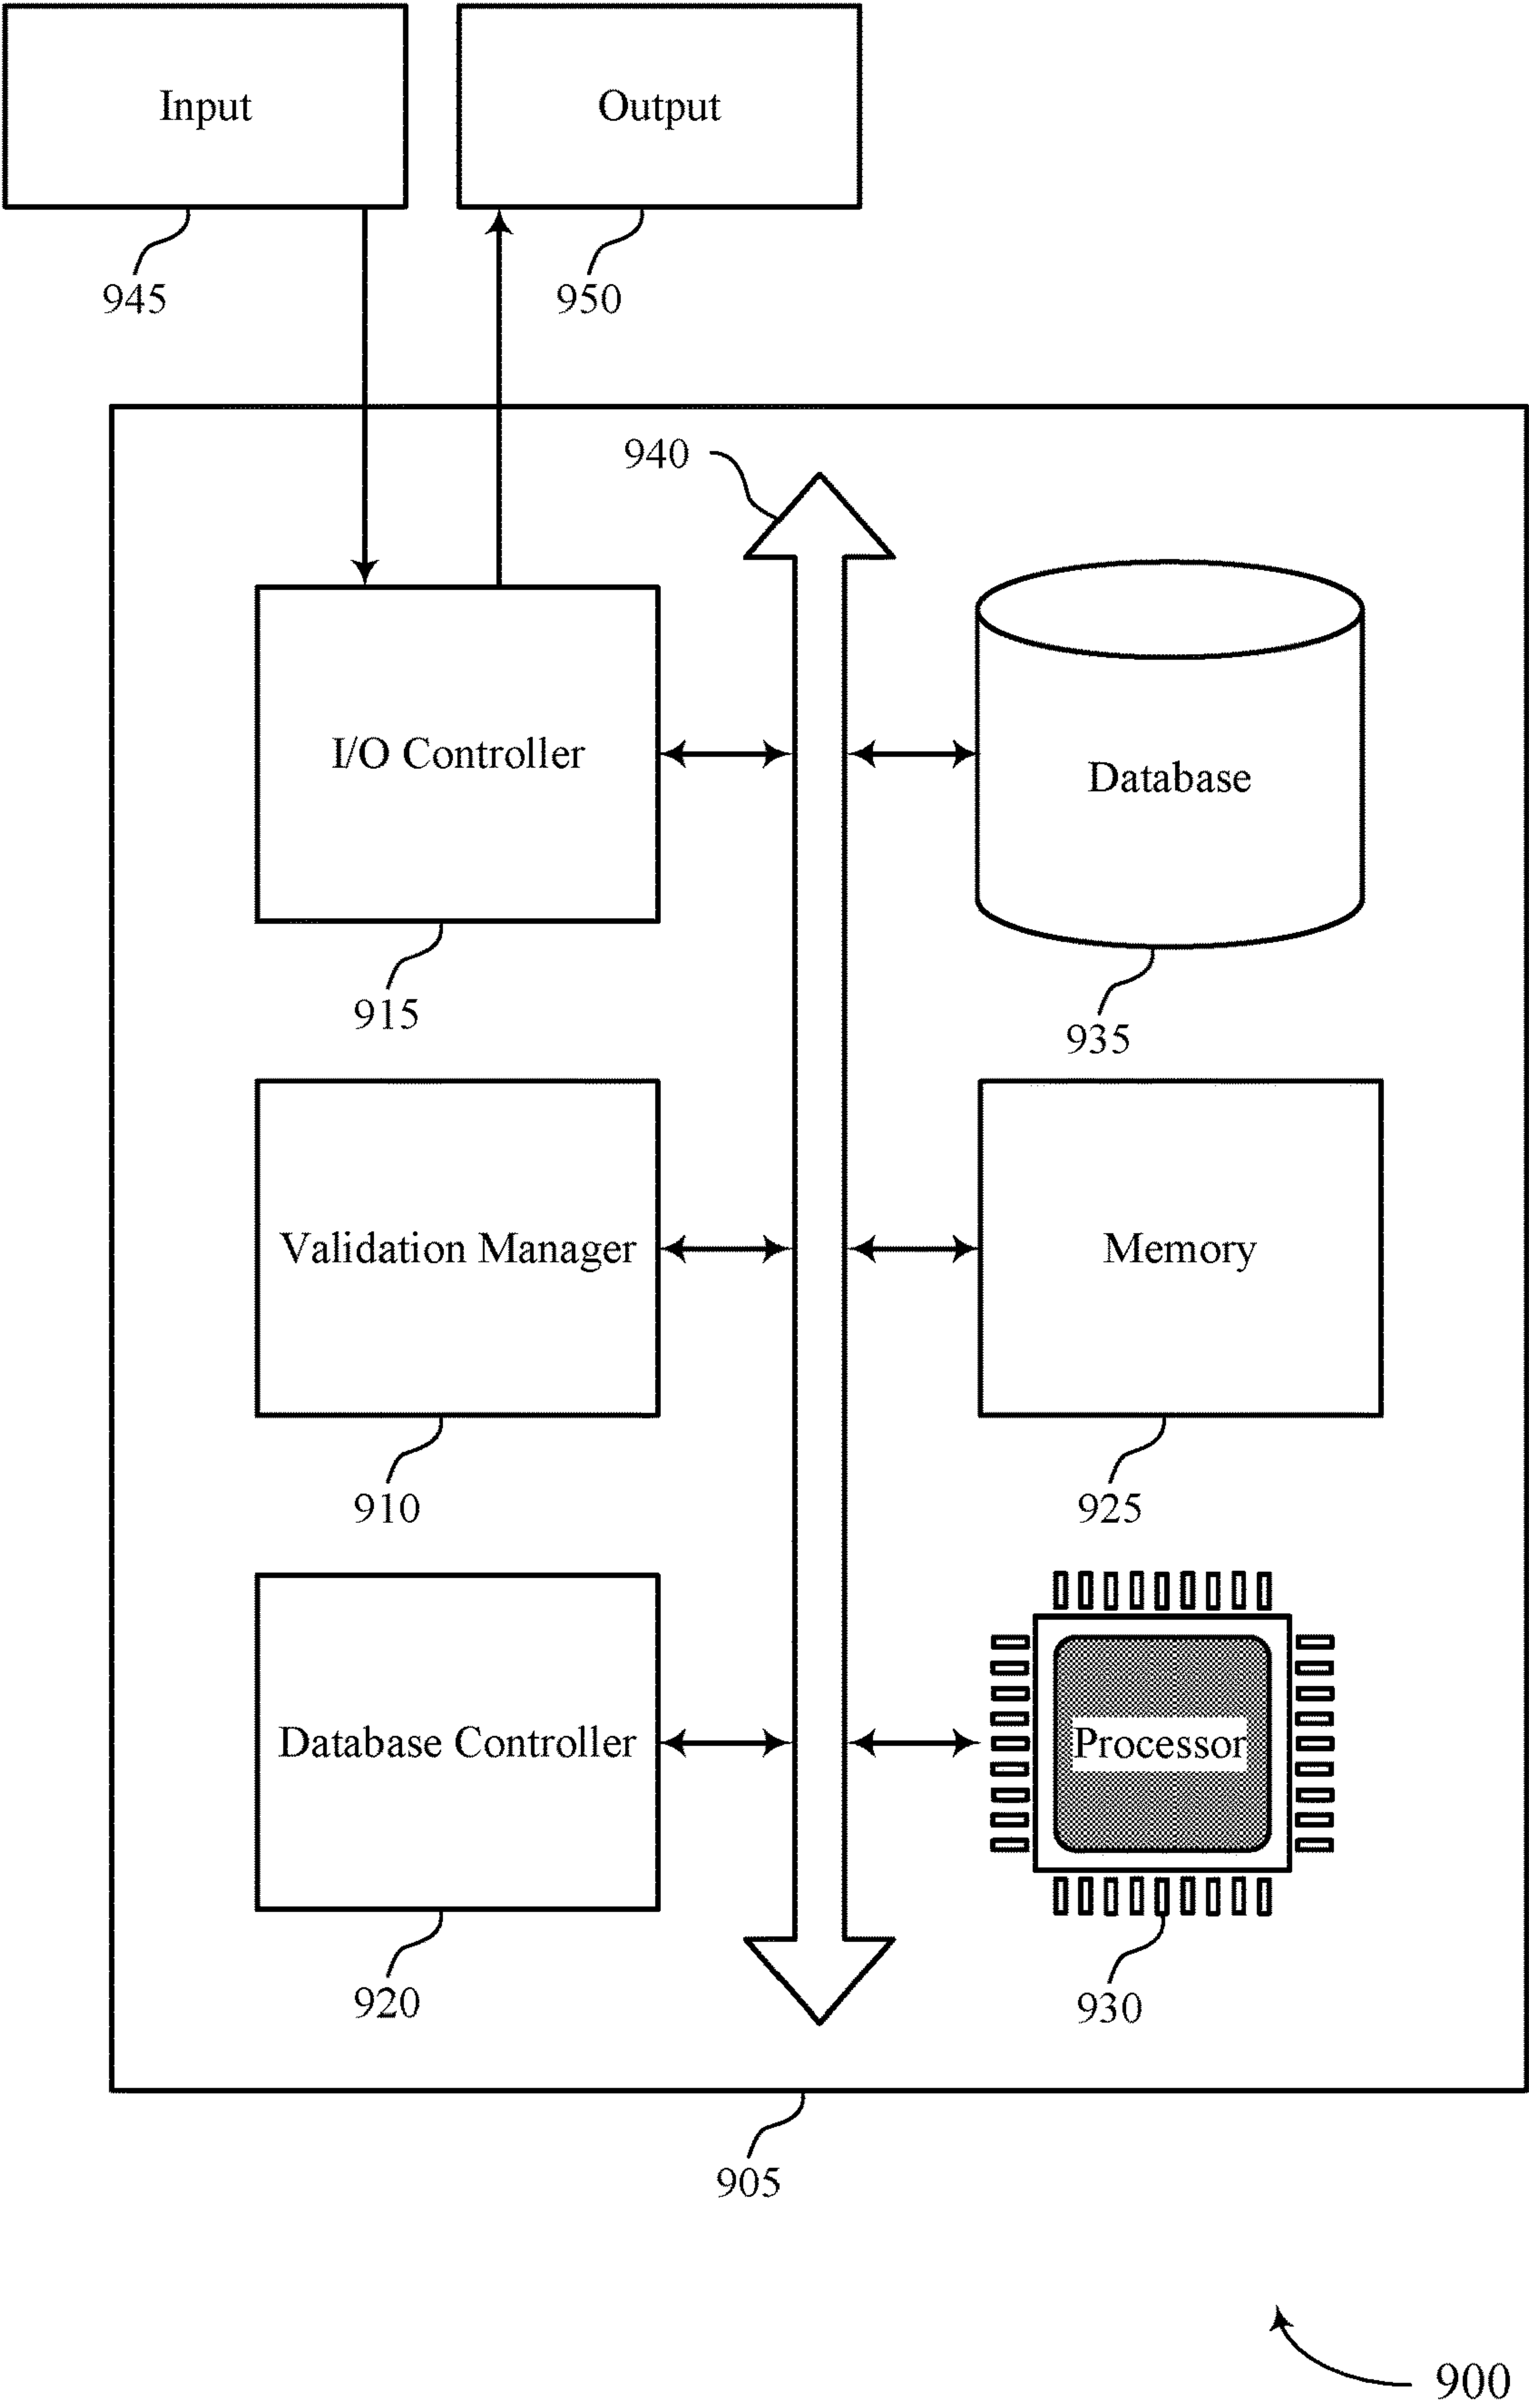 Input
Output
945
950
940
I/O Controller
Database
915
935
Validation Manager
Memory
910
925
Database Controller
Processor
920
930
905
900